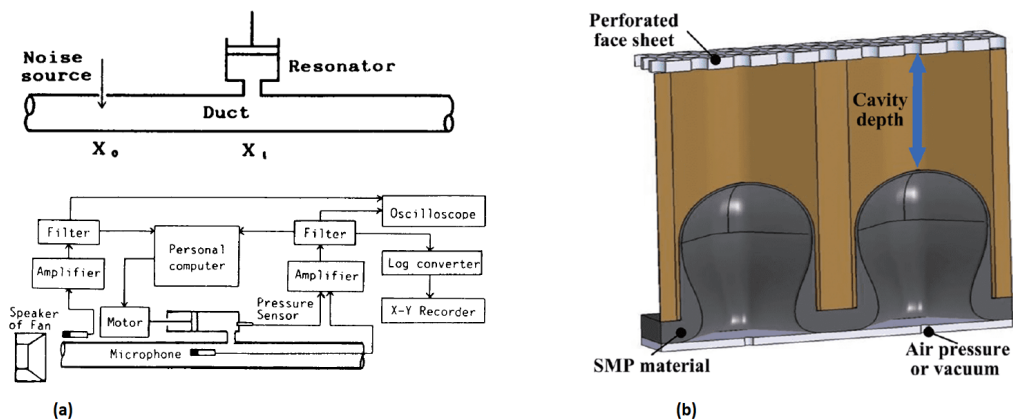 Noise
source
Resonator
Duct
X₀
X₁
Filter
Amplifier
Speaker
of Fan
Motor
Personal
computer
Microphone
Pressure
Sensor
Filter
Amplifier
Oscilloscope
Log converter
X-Y Recorder
(a)
Perforated
face sheet
Cavity
depth
SMP material
Air pressure
or vacuum
(b)